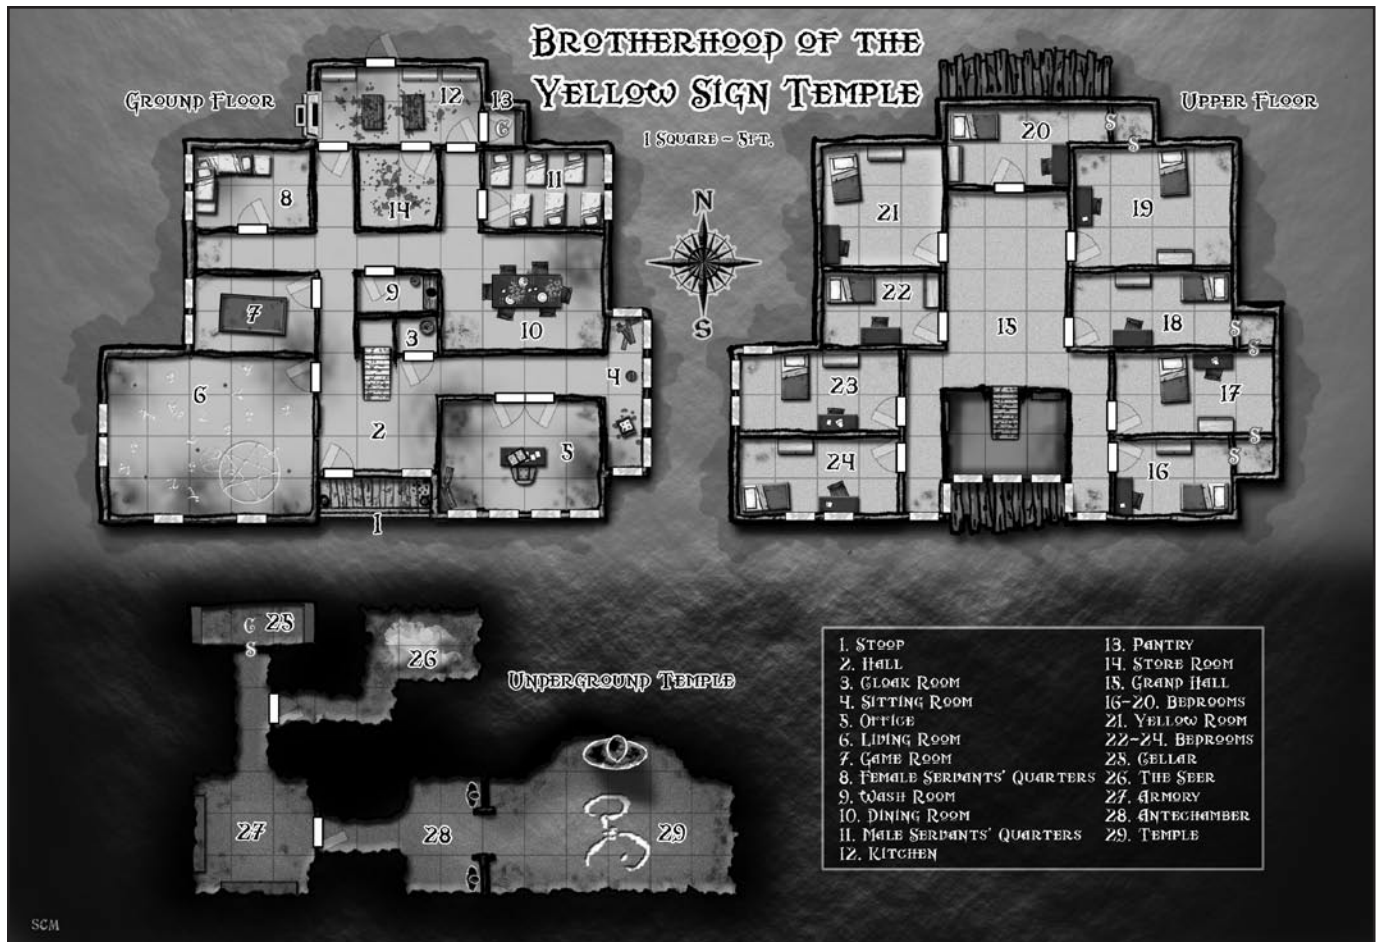 Brotherhood of the
Yellow Sign Temple
1 Square - 5ft.
Ground Floor
Upper Floor
N
S
12
13
C
8
14
11
7
9
3
10
4
6
2
5
1
20
S
S
21
19
22
15
18
S
S
23
17
S
24
16
S
C 25
S
26
Underground Temple
27
28
29
1. Stoop
2. Hall
3. Cloak Room
4. Sitting Room
5. Office
6. Living Room
7. Game Room
8. Female Servants' Quarters
9. Wash Room
10. Dining Room
11. Male Servants' Quarters
12. Kitchen
13. Pantry
14. Store Room
15. Grand Hall
16-20. Bedrooms
21. Yellow Room
22-24. Bedrooms
25. Cellar
26. The Seer
27. Armory
28. Antechamber
29. Temple
SCM